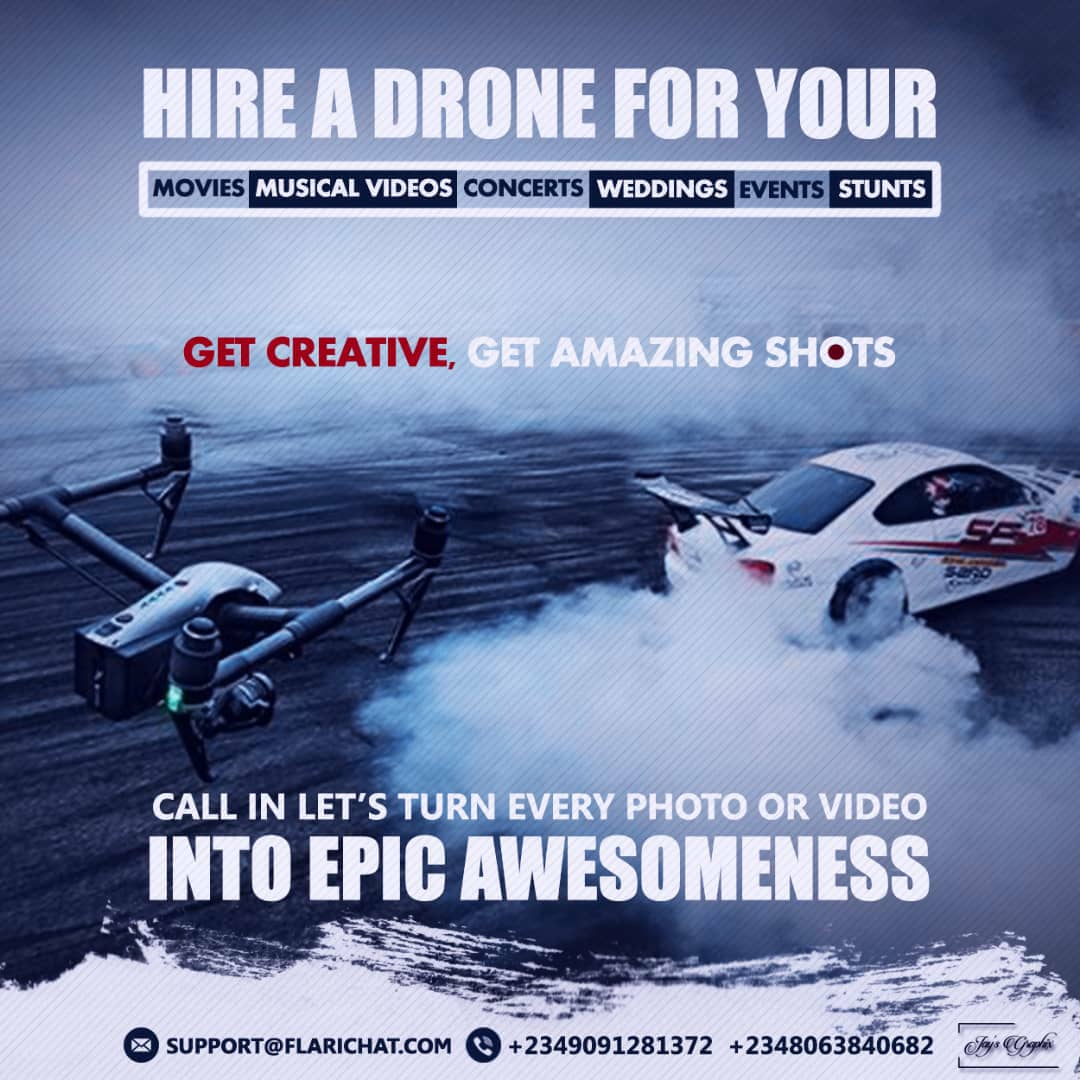 HIRE A DRONE FOR YOUR
MOVIES MUSICAL VIDEOS CONCERTS WEDDINGS EVENTS STUNTS
GET CREATIVE, GET AMAZING SHOTS
CALL IN LET'S TURN EVERY PHOTO OR VIDEO
INTO EPIC AWESOMENESS
SUPPORT@FLARICHAT.COM +2349091281372 +2348063840682
Jay's Graphix